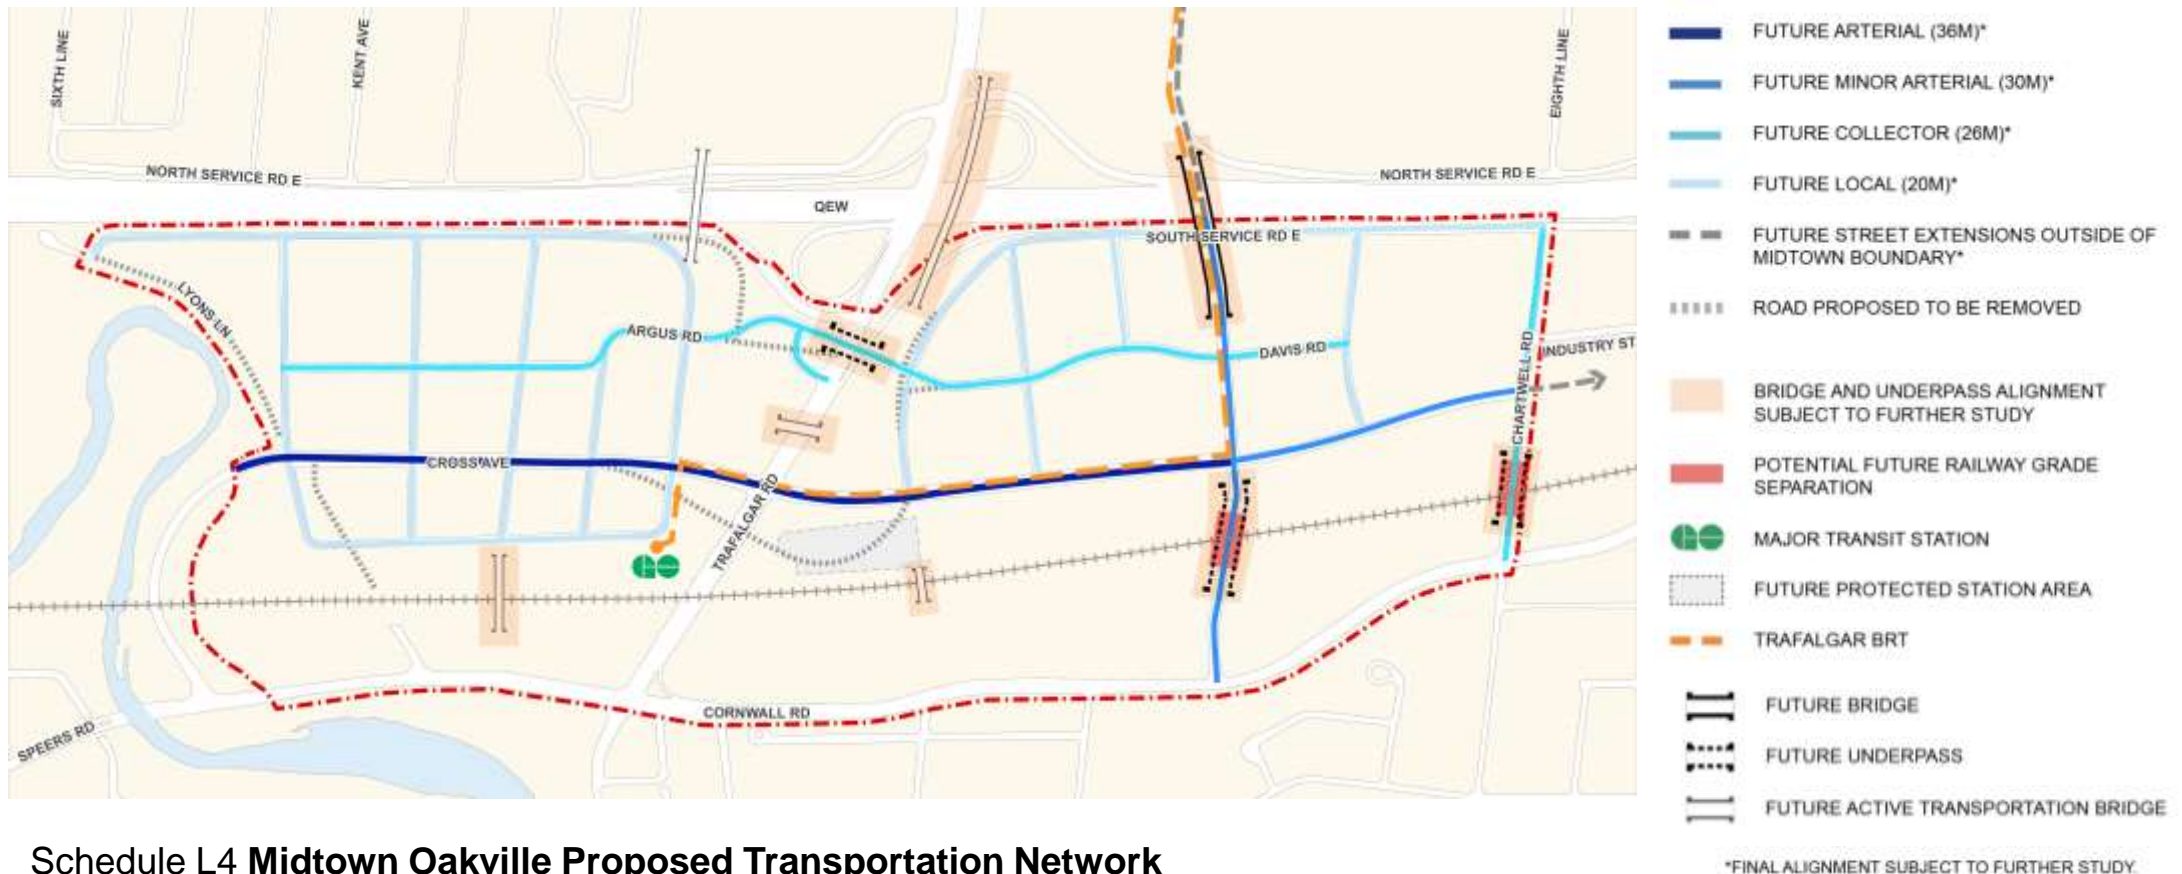 SIXTH LINE
KENT AVE
EIGHTH LINE
NORTH SERVICE RD E
NORTH SERVICE RD E
QEW
SOUTH SERVICE RD E
LYONS LN
ARGUS RD
DAVIS RD
INDUSTRY ST
CHARTWELL RD
CROSS AVE
TRAFALGAR RD
GO
CORNWALL RD
SPEERS RD
FUTURE ARTERIAL (36M)*
FUTURE MINOR ARTERIAL (30M)*
FUTURE COLLECTOR (26M)*
FUTURE LOCAL (20M)*
FUTURE STREET EXTENSIONS OUTSIDE OF
MIDTOWN BOUNDARY*
ROAD PROPOSED TO BE REMOVED
BRIDGE AND UNDERPASS ALIGNMENT
SUBJECT TO FURTHER STUDY
POTENTIAL FUTURE RAILWAY GRADE
SEPARATION
GO
MAJOR TRANSIT STATION
FUTURE PROTECTED STATION AREA
TRAFALGAR BRT
FUTURE BRIDGE
FUTURE UNDERPASS
FUTURE ACTIVE TRANSPORTATION BRIDGE
*FINAL ALIGNMENT SUBJECT TO FURTHER STUDY.
Schedule L4 Midtown Oakville Proposed Transportation Network